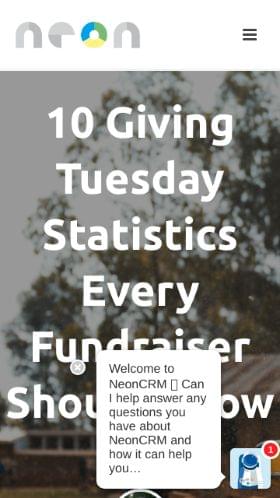 neon
10 Giving
Tuesday
Statistics
Every
Fundraiser
Shou ow
Welcome to
NeonCRM ▯ Can
I help answer any
questions you
have about
NeonCRM and
how it can help
you…
1